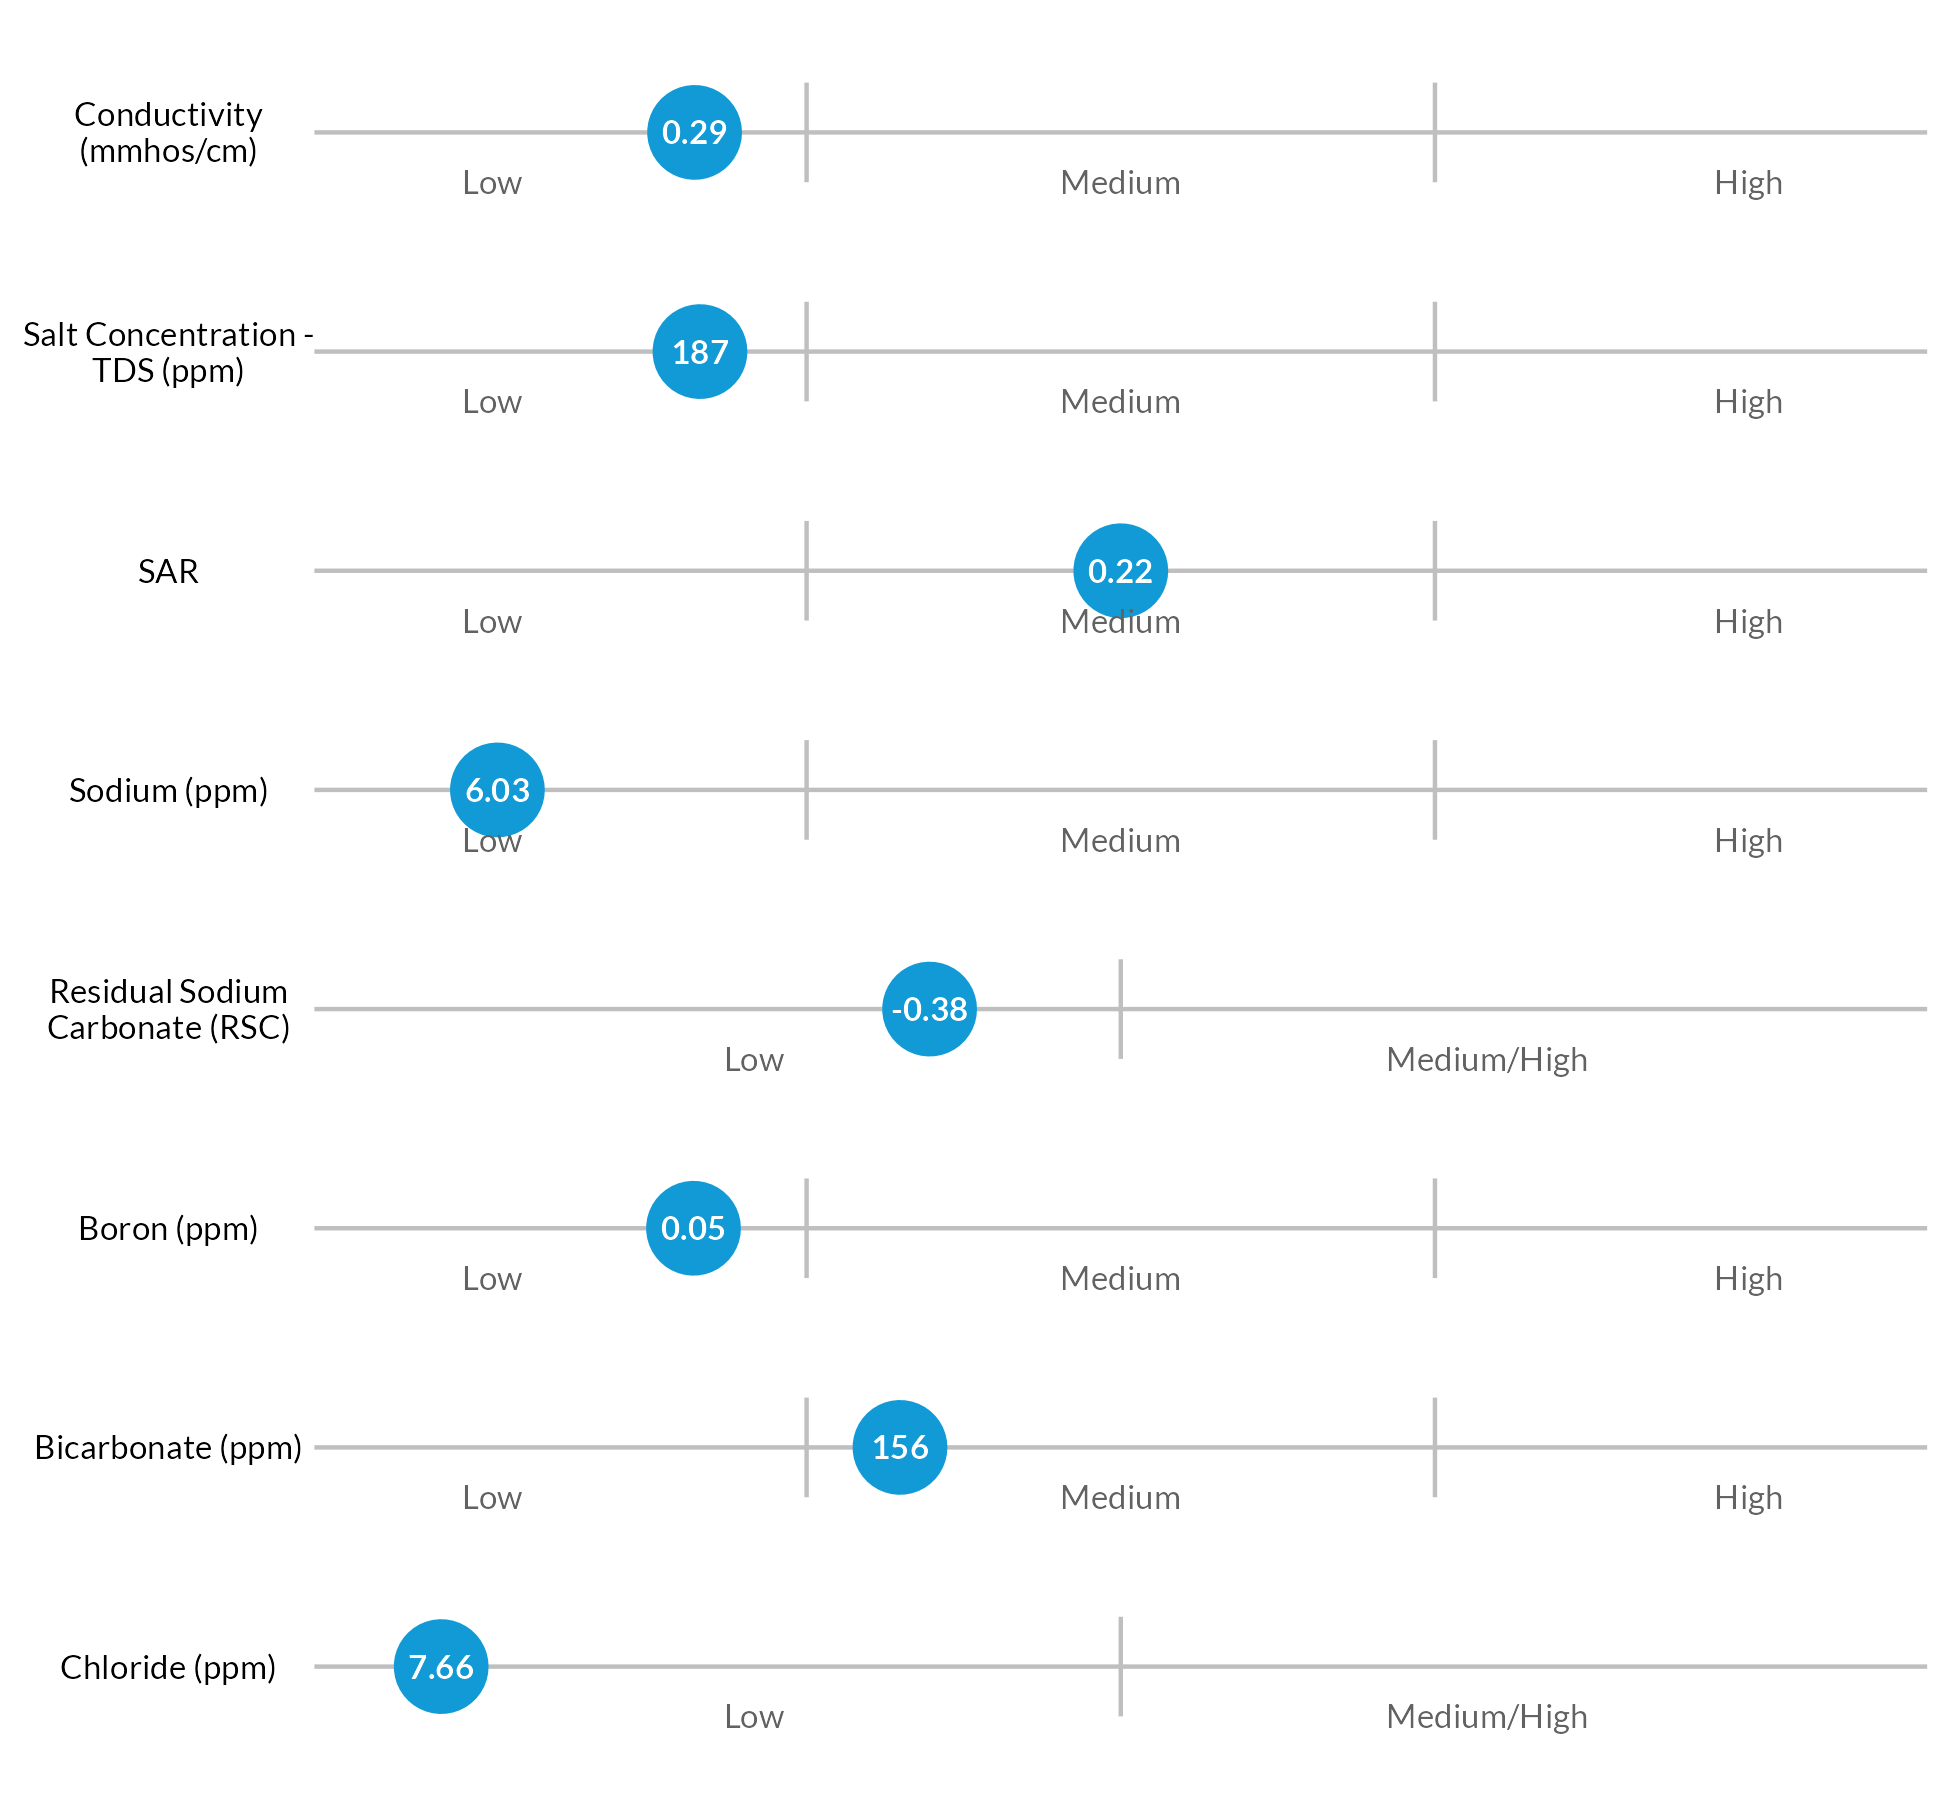 Conductivity
(mmhos/cm)
0.29
Low
Medium
High
Salt Concentration -
TDS (ppm)
187
Low
Medium
High
SAR
0.22
Low
Medium
High
Sodium (ppm)
6.03
Low
Medium
High
Residual Sodium
Carbonate (RSC)
-0.38
Low
Medium/High
Boron (ppm)
0.05
Low
Medium
High
Bicarbonate (ppm)
156
Low
Medium
High
Chloride (ppm)
7.66
Low
Medium/High